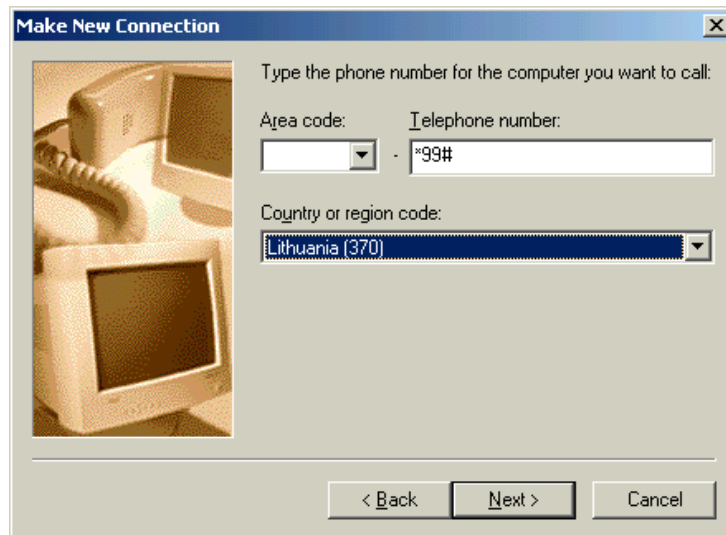 Make New Connection
Type the phone number for the computer you want to call:
Area code: Telephone number:
- *99#
Country or region code:
Lithuania (370)
< Back Next > Cancel